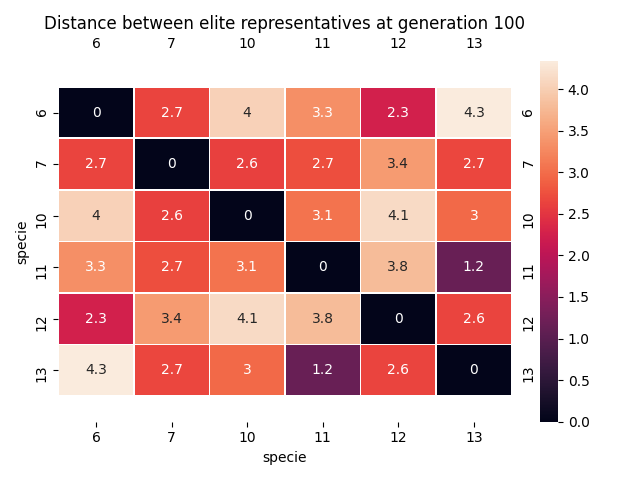 Distance between elite representatives at generation 100
6 7 10 11 12 13
6 0 2.7 4 3.3 2.3 4.3 6
7 2.7 0 2.6 2.7 3.4 2.7 7
10 4 2.6 0 3.1 4.1 3 10
11 3.3 2.7 3.1 0 3.8 1.2 11
12 2.3 3.4 4.1 3.8 0 2.6 12
13 4.3 2.7 3 1.2 2.6 0 13
6 7 10 11 12 13
specie
specie
4.0
3.5
3.0
2.5
2.0
1.5
1.0
0.5
0.0